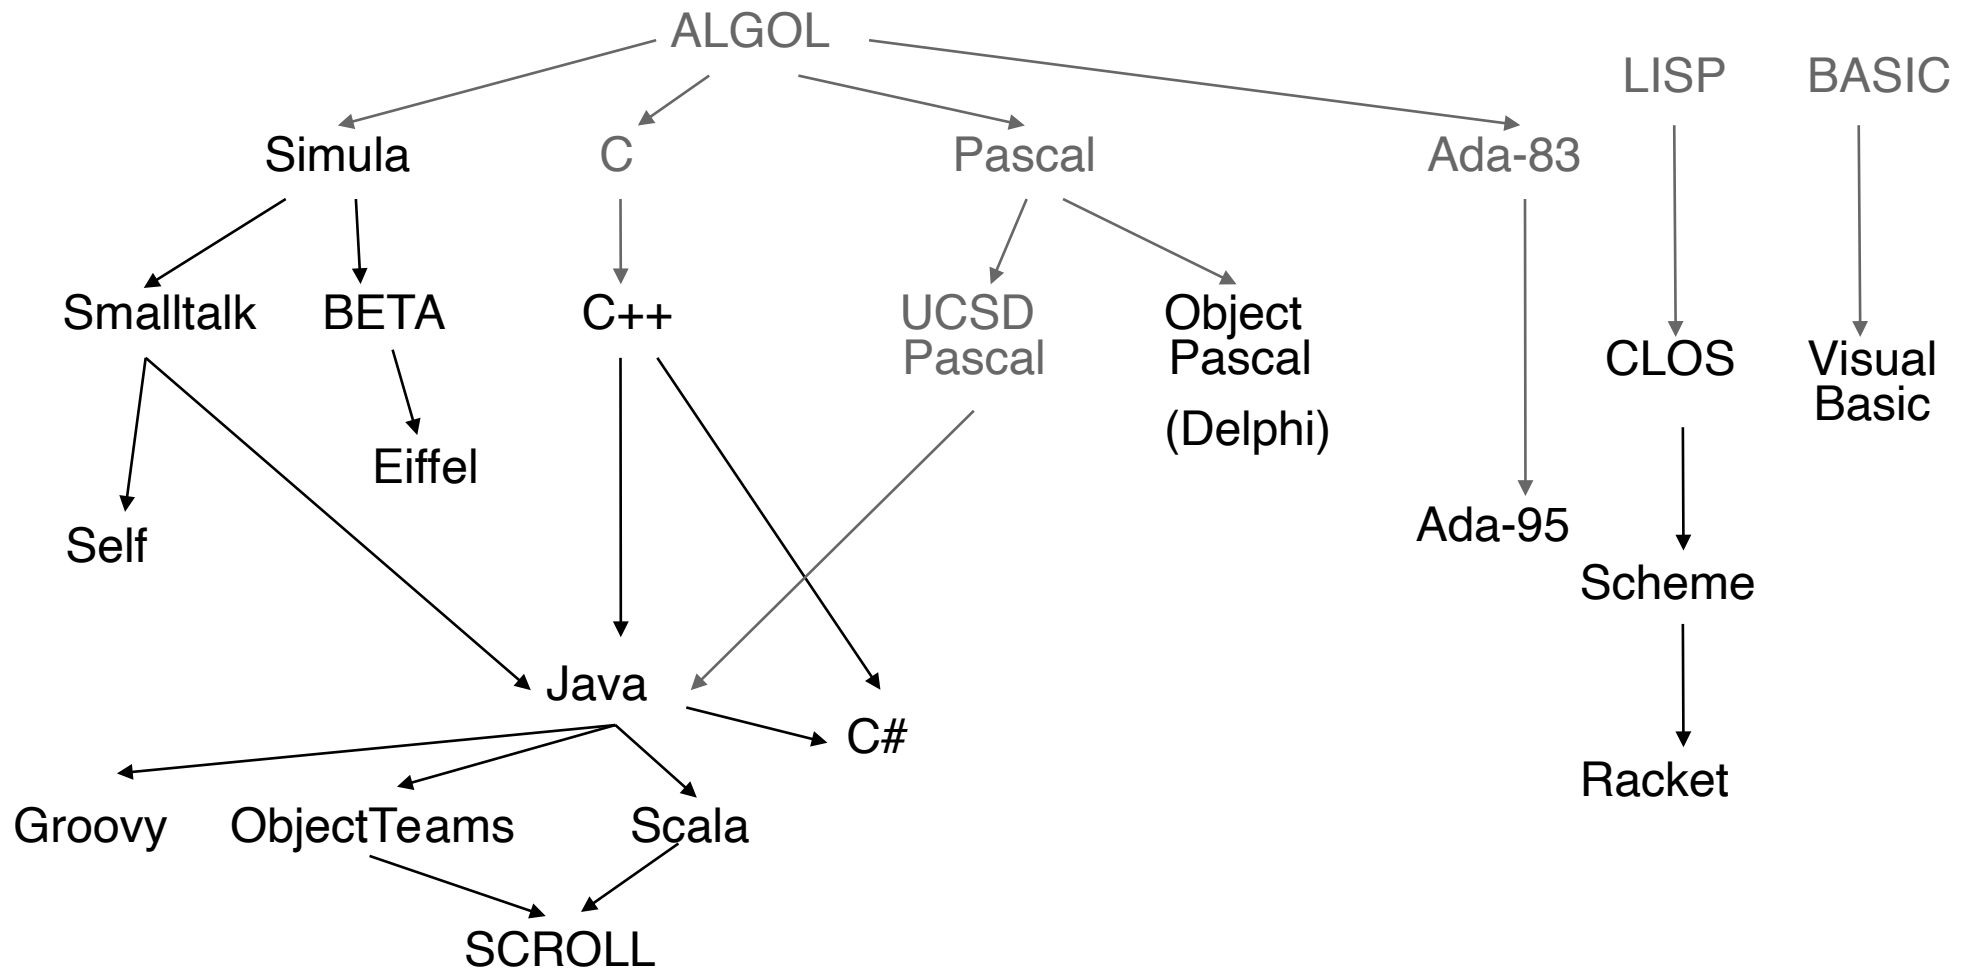 ALGOL
LISP
BASIC
Simula
C
Pascal
Ada-83
Smalltalk
BETA
C++
UCSD
Pascal
Object
Pascal
(Delphi)
CLOS
Visual
Basic
Eiffel
Self
Ada-95
Scheme
Java
C#
Racket
Groovy
ObjectTeams
Scala
SCROLL